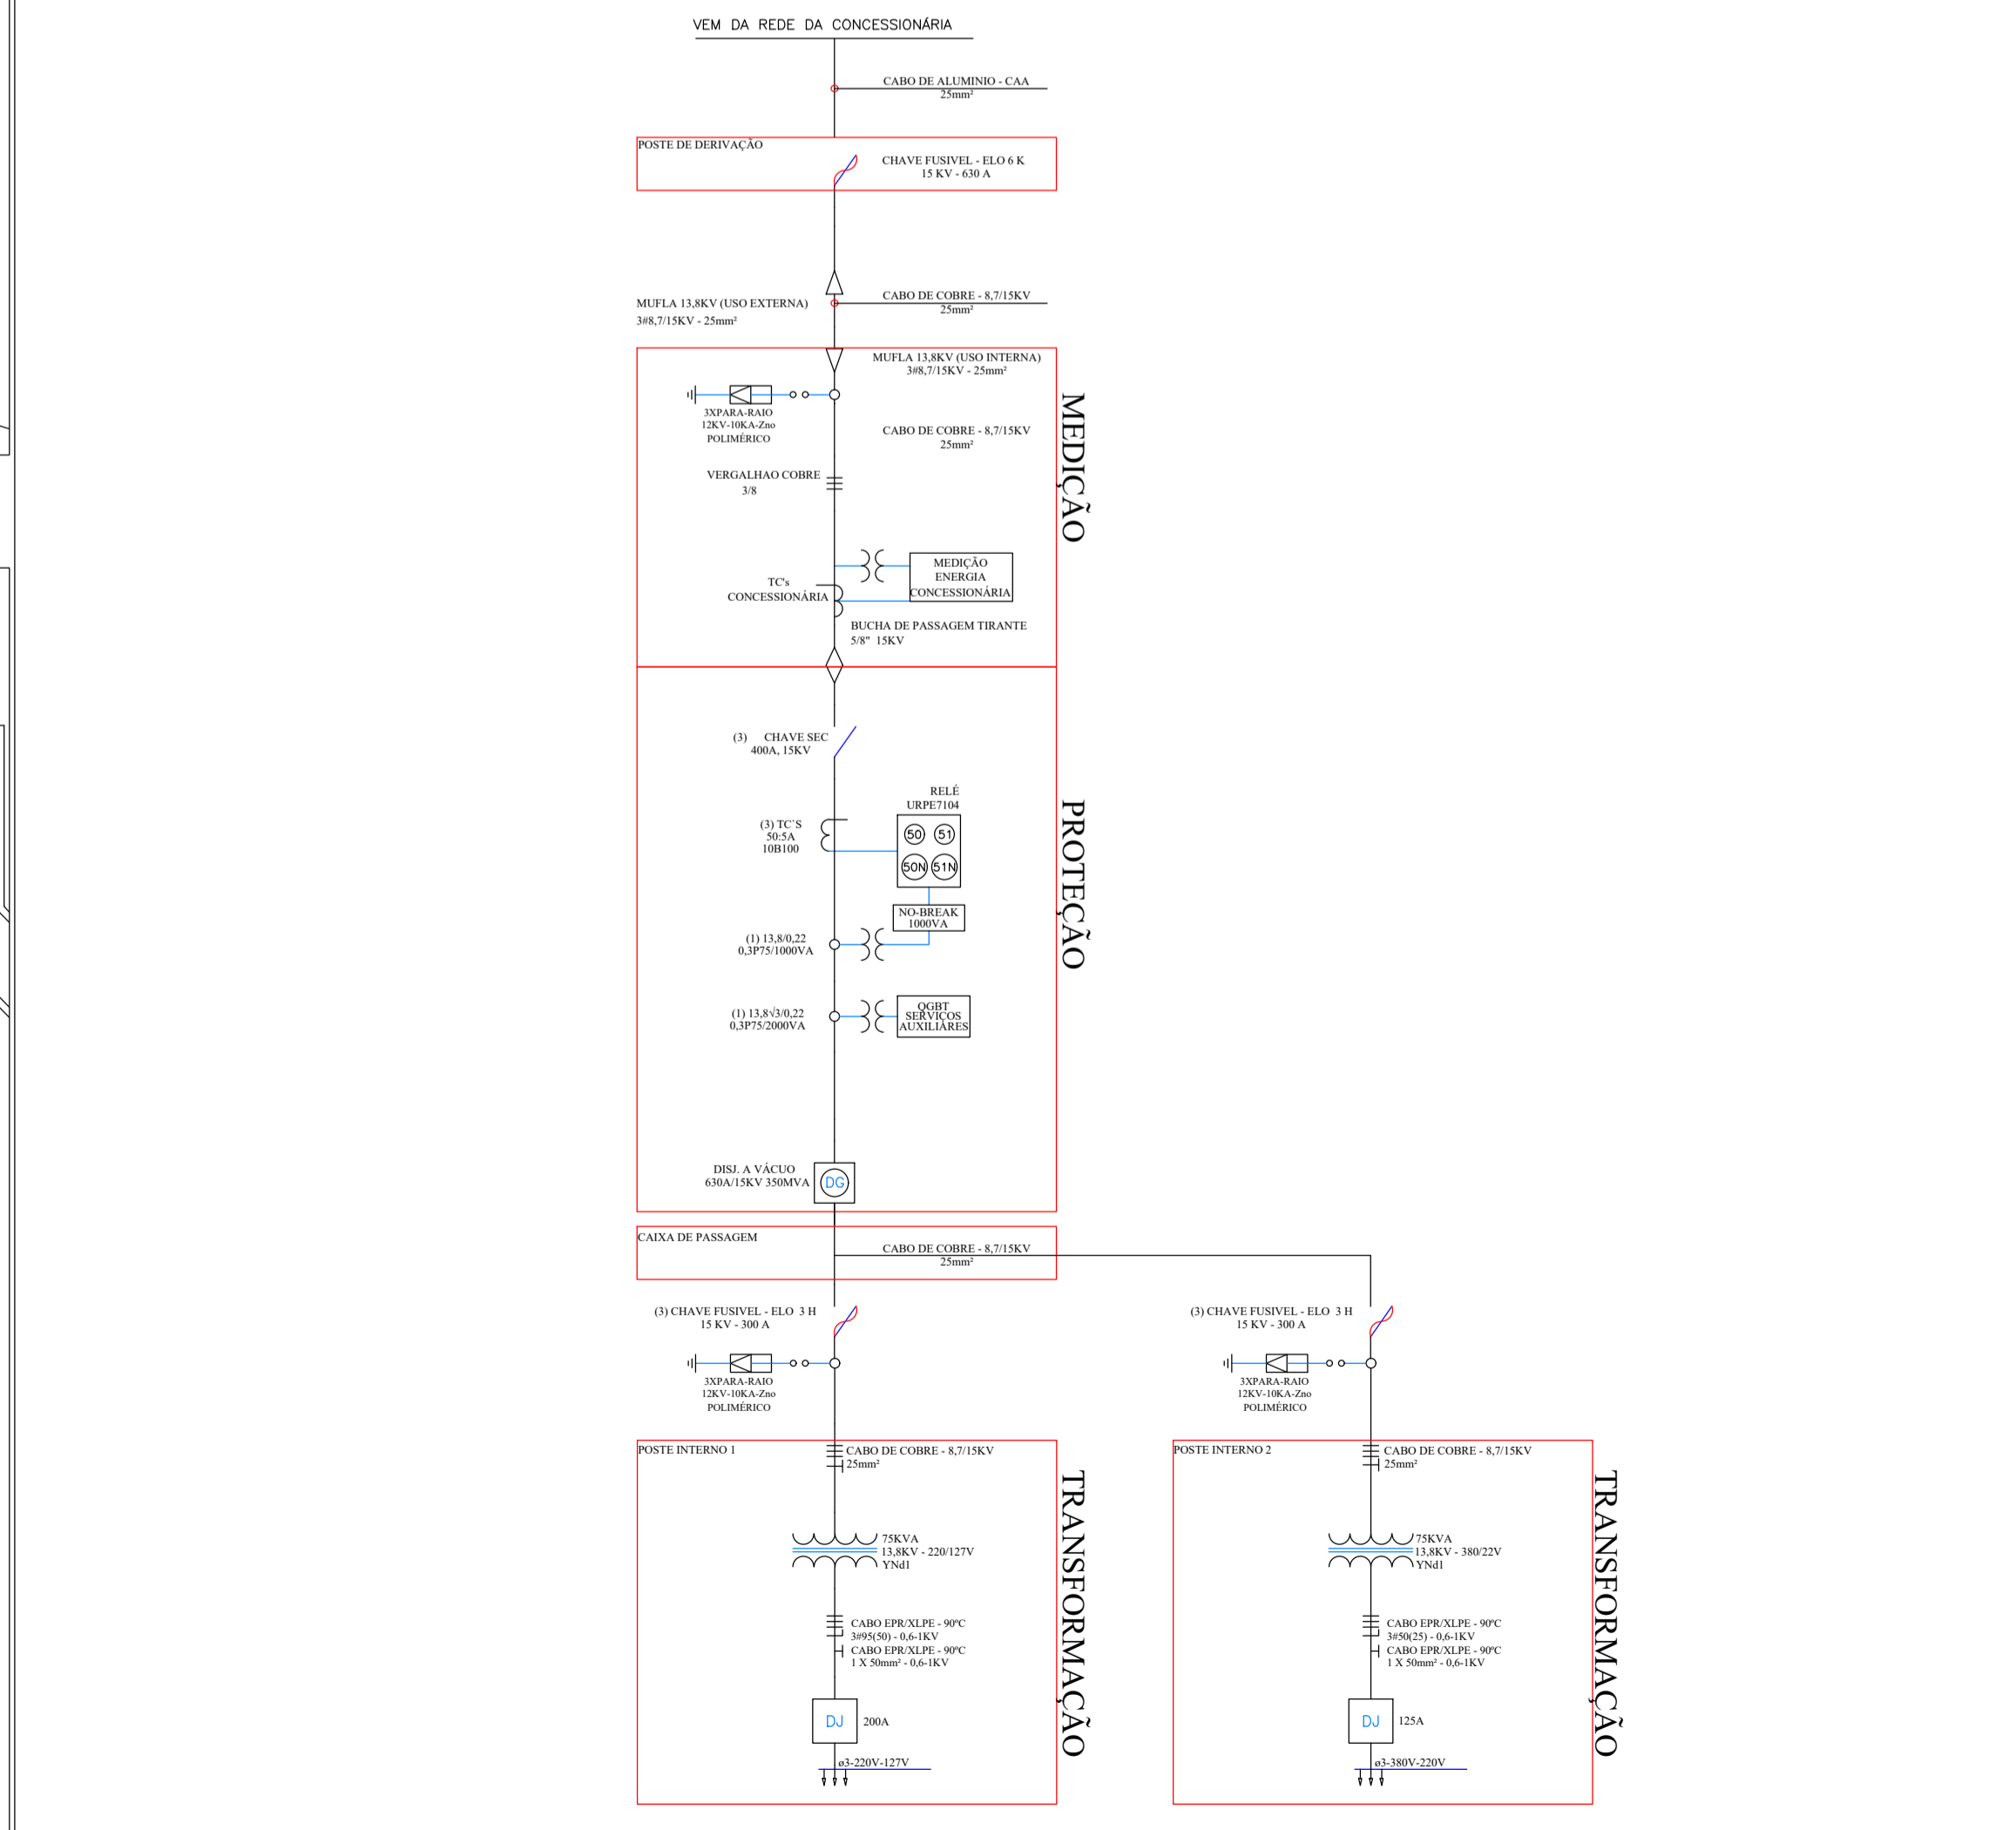 VEM DA REDE DA CONCESSIONÁRIA
CABO DE ALUMINIO - CAA
25mm²
POSTE DE DERIVAÇÃO
CHAVE FUSIVEL - ELO 6 K
15 KV - 630 A
MUFLA 13,8KV (USO EXTERNA)
3#8,7/15KV - 25mm²
CABO DE COBRE - 8,7/15KV
25mm²
MUFLA 13,8KV (USO INTERNA)
3#8,7/15KV - 25mm²
3XPARA-RAIO
12KV-10KA-Zno
POLIMÉRICO
CABO DE COBRE - 8,7/15KV
25mm²
VERGALHAO COBRE
3/8
MEDIÇÃO
ENERGIA
CONCESSIONÁRIA
TC's
CONCESSIONÁRIA
BUCHA DE PASSAGEM TIRANTE
5/8" 15KV
MEDIÇÃO
(3) CHAVE SEC
400A, 15KV
RELÉ
URPE7104
50 51
50N 51N
(3) TC`S
50:5A
10B100
NO-BREAK
1000VA
(1) 13,8/0,22
0,3P75/1000VA
(1) 13,8√3/0,22
0,3P75/2000VA
QGBT
SERVIÇOS
AUXILIARES
PROTEÇÃO
DISJ. A VÁCUO
630A/15KV 350MVA
DG
CAIXA DE PASSAGEM
CABO DE COBRE - 8,7/15KV
25mm²
(3) CHAVE FUSIVEL - ELO 3 H
15 KV - 300 A
3XPARA-RAIO
12KV-10KA-Zno
POLIMÉRICO
(3) CHAVE FUSIVEL - ELO 3 H
15 KV - 300 A
3XPARA-RAIO
12KV-10KA-Zno
POLIMÉRICO
POSTE INTERNO 1
CABO DE COBRE - 8,7/15KV
25mm²
75KVA
13,8KV - 220/127V
YNd1
CABO EPR/XLPE - 90ºC
3#95(50) - 0,6-1KV
CABO EPR/XLPE - 90ºC
1 X 50mm² - 0,6-1KV
DJ
200A
ø3-220V-127V
TRANSFORMAÇÃO
POSTE INTERNO 2
CABO DE COBRE - 8,7/15KV
25mm²
75KVA
13,8KV - 380/22V
YNd1
CABO EPR/XLPE - 90ºC
3#50(25) - 0,6-1KV
CABO EPR/XLPE - 90ºC
1 X 50mm² - 0,6-1KV
DJ
125A
ø3-380V-220V
TRANSFORMAÇÃO